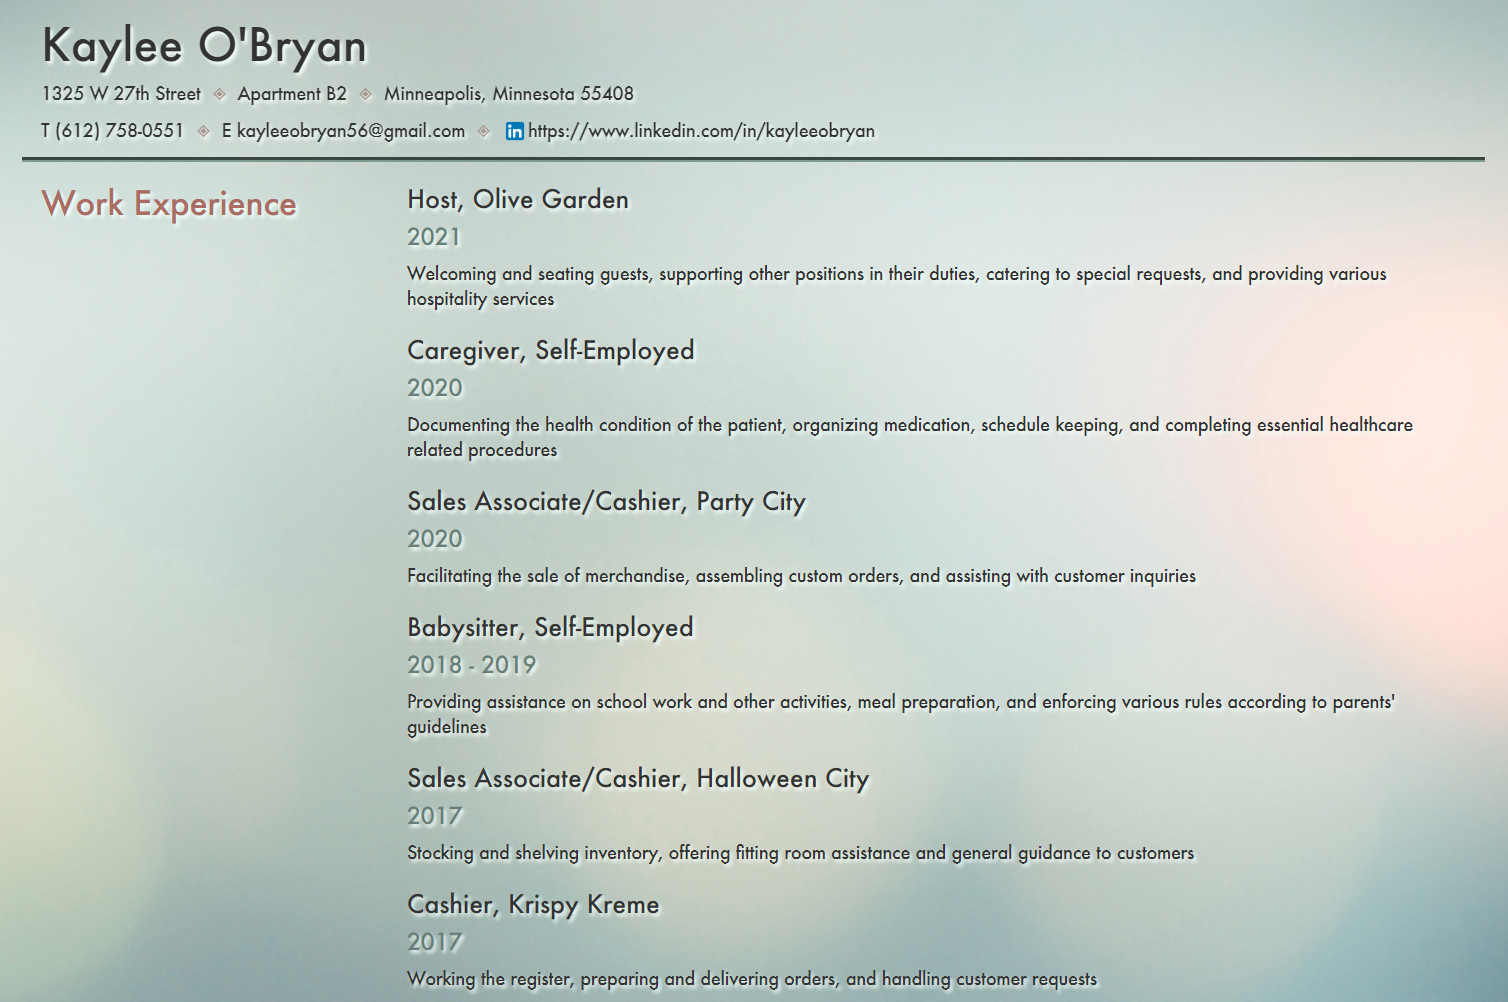 Kaylee O'Bryan
1325 W 27th Street ◈ Apartment B2 ◈ Minneapolis, Minnesota 55408
T (612) 758-0551 ◈ E kayleeobryan56@gmail.com ◈ in https://www.linkedin.com/in/kayleeobryan
Work Experience
Host, Olive Garden
2021
Welcoming and seating guests, supporting other positions in their duties, catering to special requests, and providing various
hospitality services
Caregiver, Self-Employed
2020
Documenting the health condition of the patient, organizing medication, schedule keeping, and completing essential healthcare
related procedures
Sales Associate/Cashier, Party City
2020
Facilitating the sale of merchandise, assembling custom orders, and assisting with customer inquiries
Babysitter, Self-Employed
2018 - 2019
Providing assistance on school work and other activities, meal preparation, and enforcing various rules according to parents'
guidelines
Sales Associate/Cashier, Halloween City
2017
Stocking and shelving inventory, offering fitting room assistance and general guidance to customers
Cashier, Krispy Kreme
2017
Working the register, preparing and delivering orders, and handling customer requests